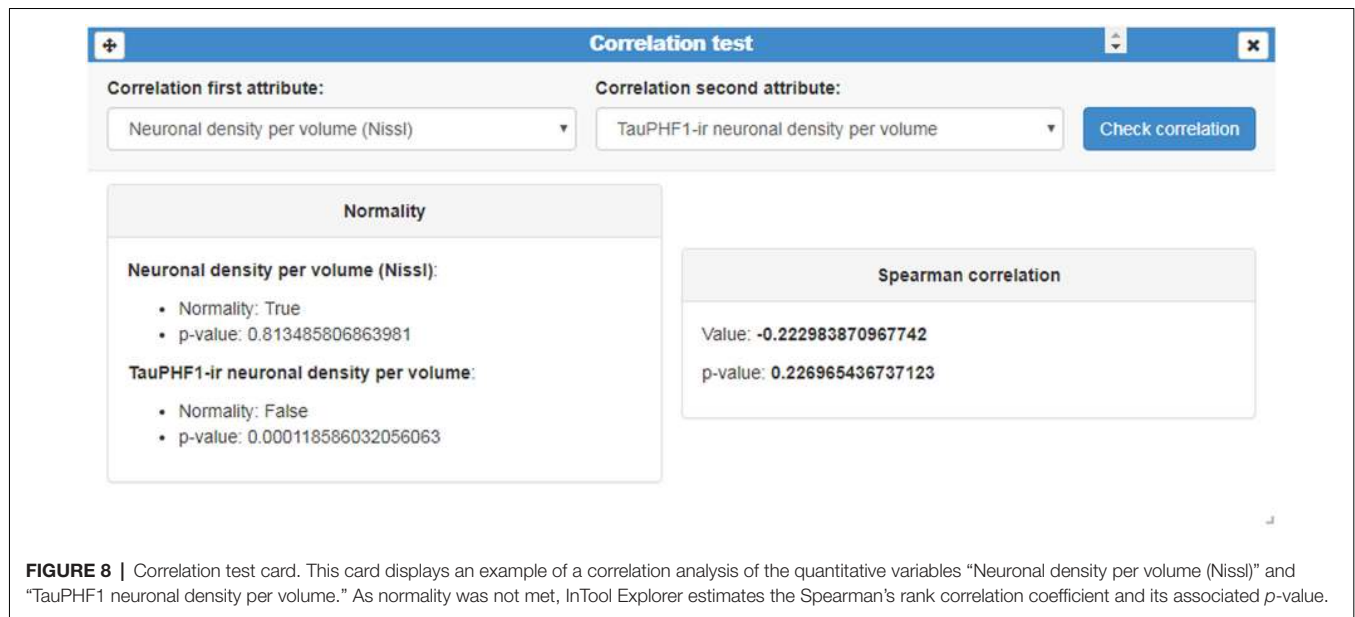 Correlation test
Correlation first attribute:
Correlation second attribute:
Neuronal density per volume (Nissl)
TauPHF1-ir neuronal density per volume
Check correlation
Normality
Neuronal density per volume (Nissl):
• Normality: True
• p-value: 0.813485806863981
TauPHF1-ir neuronal density per volume:
• Normality: False
• p-value: 0.000118586032056063
Spearman correlation
Value: -0.222983870967742
p-value: 0.226965436737123
FIGURE 8 | Correlation test card. This card displays an example of a correlation analysis of the quantitative variables “Neuronal density per volume (Nissl)” and
“TauPHF1 neuronal density per volume.” As normality was not met, InTool Explorer estimates the Spearman’s rank correlation coefficient and its associated p-value.